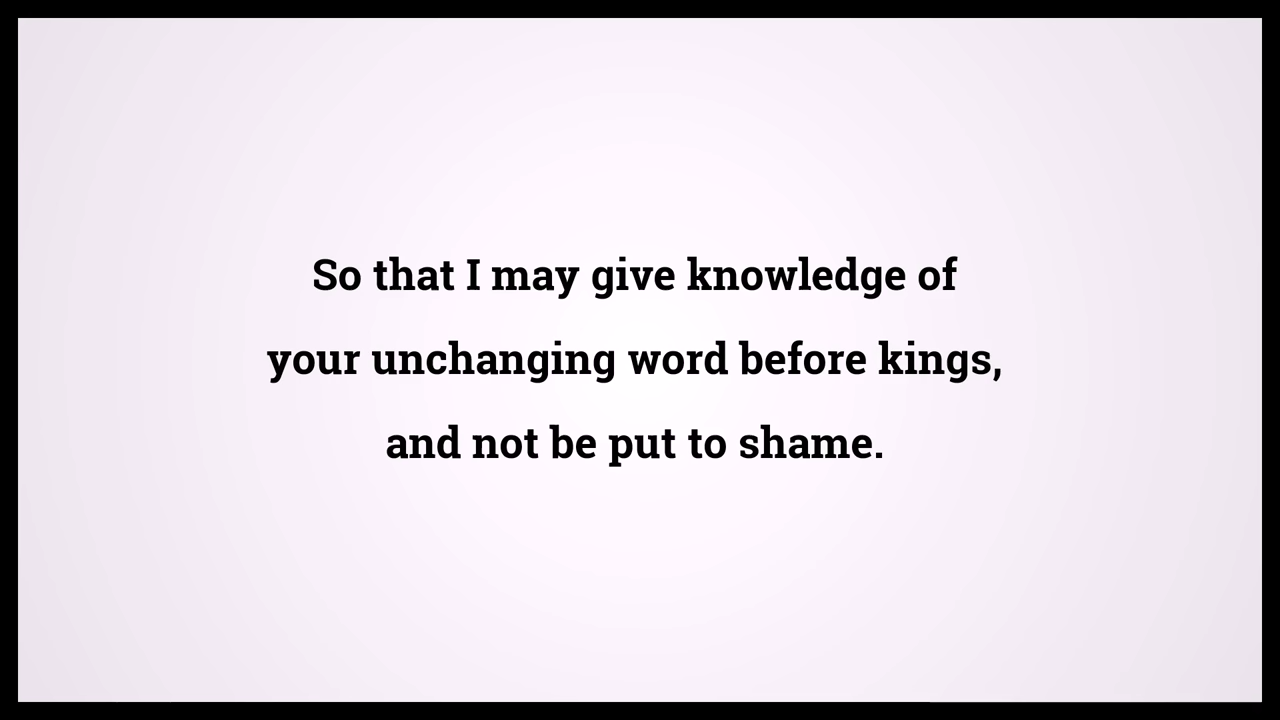 So that I may give knowledge of
your unchanging word before kings,
and not be put to shame.